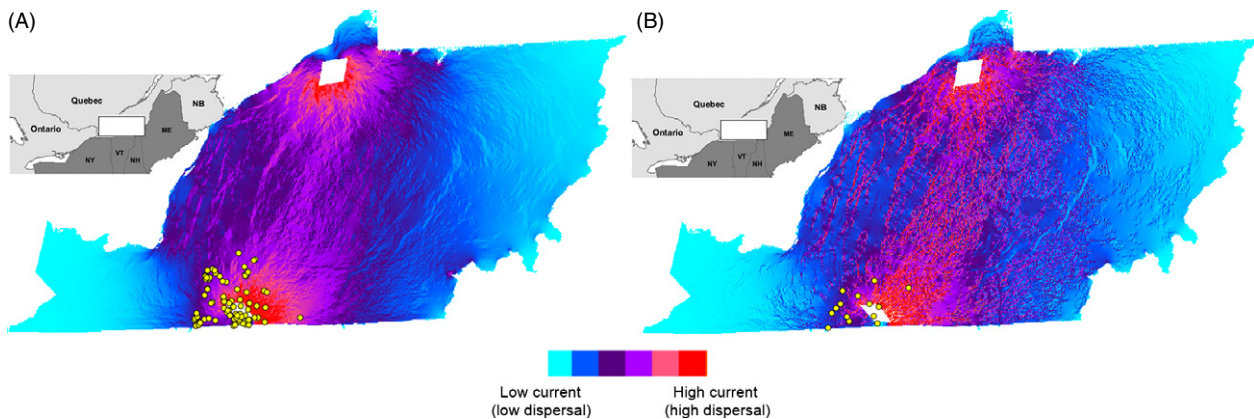 (A)
Quebec
NB
Ontario
ME
NY
VT
NH
(B)
Quebec
NB
Ontario
ME
NY
VT
NH
Low current
(low dispersal)
High current
(high dispersal)